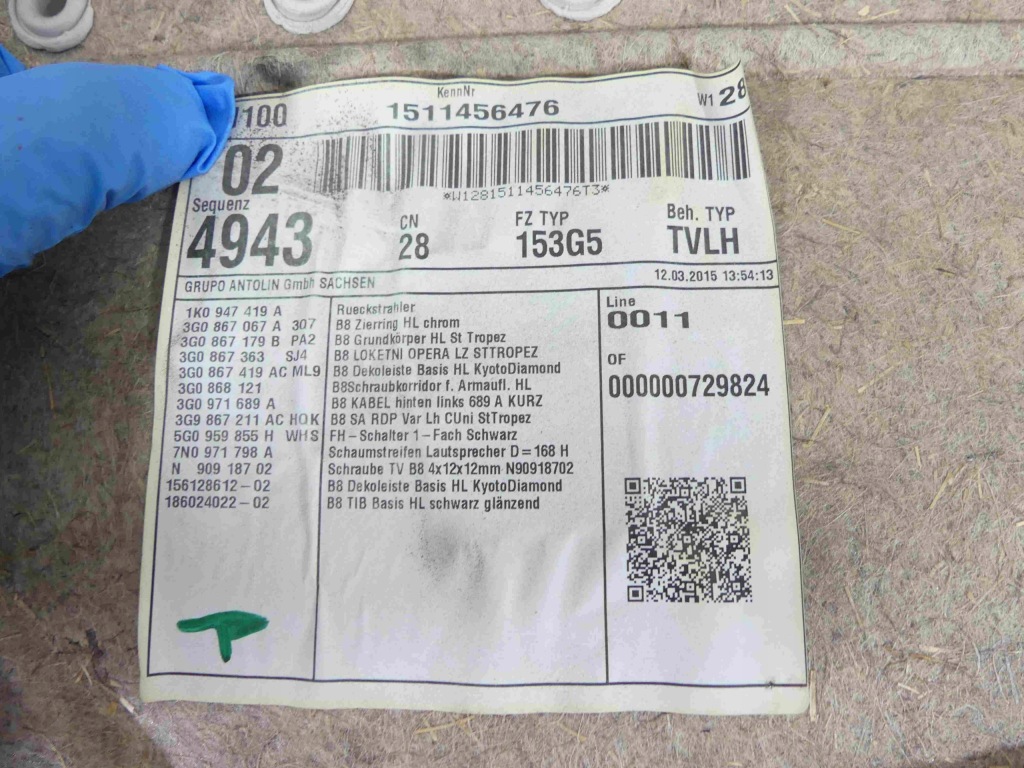 KennNr
100 1511456476 W1 28
02
*W1281511456476T3*
Sequenz CN FZ TYP Beh. TYP
4943 28 153G5 TVLH
GRUPO ANTOLIN Gmbh SACHSEN 12.03.2015 13:54:13
1K0 947 419 A Rueckstrahler
3G0 867 067 A 307 B8 Zierring HL chrom
3G0 867 179 B PA2 B8 Grundkörper HL St Tropez
3G0 867 363 SJ4 B8 LOKETNI OPERA LZ STTROPEZ
3G0 867 419 AC ML9 B8 Dekoleiste Basis HL KyotoDiamond
3G0 868 121 B8Schraubkorridor f. Armaufl. HL
3G0 971 689 A B8 KABEL hinten links 689 A KURZ
3G9 867 211 AC HQK B8 SA RDP Var Lh CUni StTropez
5G0 959 855 H WHS FH-Schalter 1-Fach Schwarz
7N0 971 798 A Schaumstreifen Lautsprecher D=168 H
N 909 187 02 Schraube TV B8 4x12x12mm N90918702
156128612-02 B8 Dekoleiste Basis HL KyotoDiamond
186024022-02 B8 TIB Basis HL schwarz glänzend
Line
0011
OF
000000729824